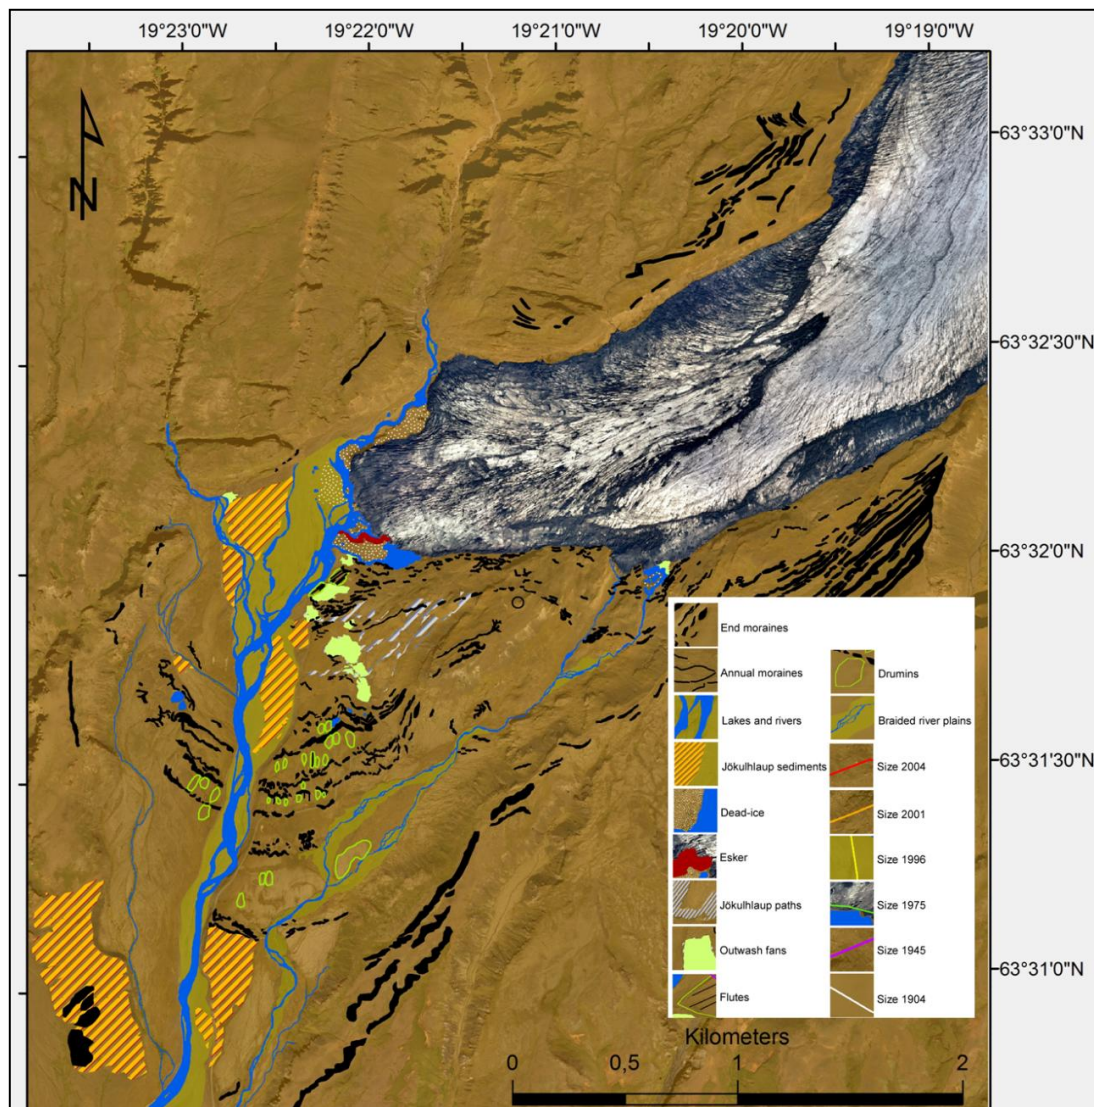 19°23'0"W 19°22'0"W 19°21'0"W 19°20'0"W 19°19'0"W
63°33'0"N
N
63°32'30"N
63°32'0"N
End moraines
Annual moraines
Drumins
Lakes and rivers
Braided river plains
Jökulhlaup sediments
Size 2004
63°31'30"N
Dead-ice
Size 2001
Esker
Size 1996
Jökulhlaup paths
Size 1975
Outwash fans
Size 1945
63°31'0"N
Flutes
Size 1904
Kilometers
0 0,5 1 2